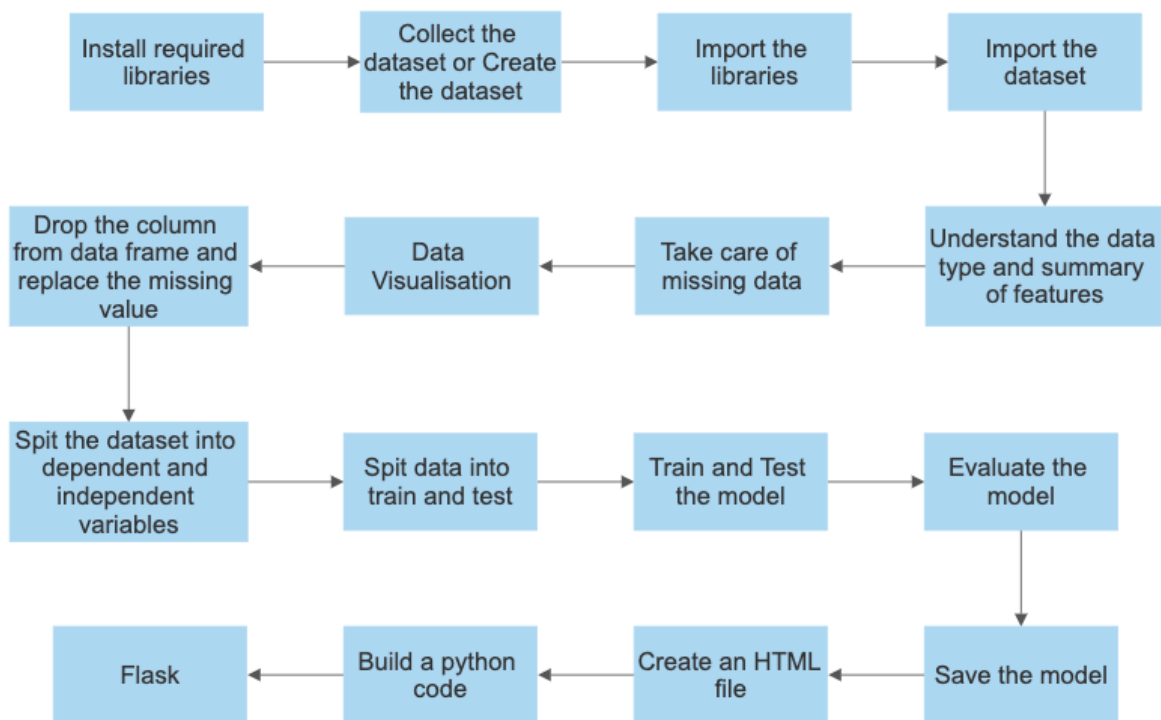 Install required
libraries
Collect the
dataset or Create
the dataset
Import the
libraries
Import the
dataset
Understand the data
type and summary
of features
Take care of
missing data
Data
Visualisation
Drop the column
from data frame and
replace the missing
value
Spit the dataset into
dependent and
independent
variables
Spit data into
train and test
Train and Test
the model
Evaluate the
model
Save the model
Create an HTML
file
Build a python
code
Flask